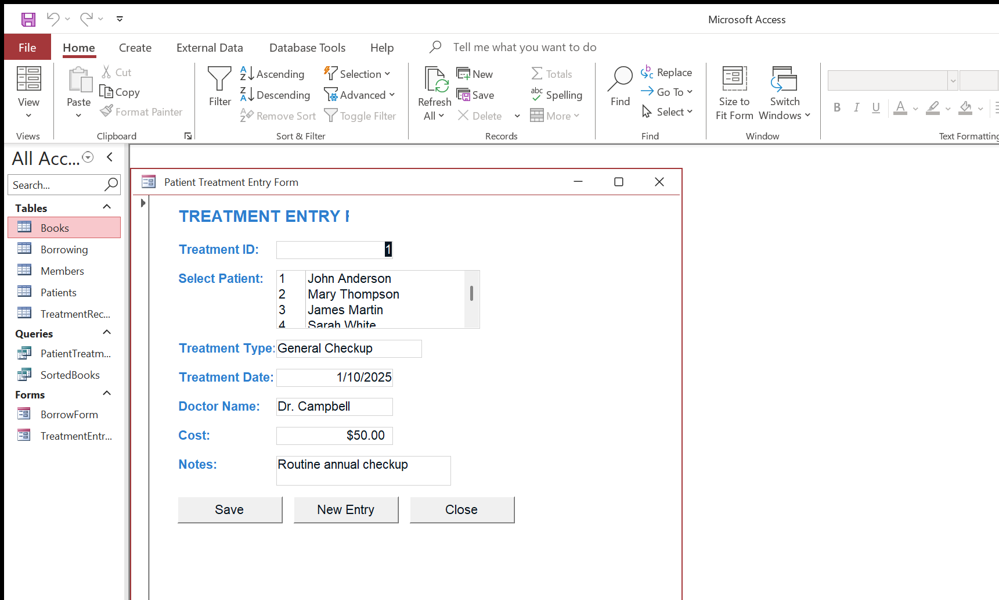 Microsoft Access
File Home Create External Data Database Tools Help Tell me what you want to do
View
Views
Paste
Cut
Copy
Format Painter
Clipboard
Filter
Ascending
Descending
Remove Sort
Selection
Advanced
Toggle Filter
Sort & Filter
Refresh
All
New
Save
Delete
Totals
Spelling
More
Records
Find
Replace
Go To
Select
Find
Size to
Fit Form
Switch
Windows
Window
B I U A
Text Formatting
All Acc...
Search...
Tables
Books
Borrowing
Members
Patients
TreatmentRec...
Queries
PatientTreatm...
SortedBooks
Forms
BorrowForm
TreatmentEntr...
Patient Treatment Entry Form
TREATMENT ENTRY F
Treatment ID: 1
Select Patient: 1 John Anderson
2 Mary Thompson
3 James Martin
4 Sarah White
Treatment Type: General Checkup
Treatment Date: 1/10/2025
Doctor Name: Dr. Campbell
Cost: $50.00
Notes: Routine annual checkup
Save New Entry Close